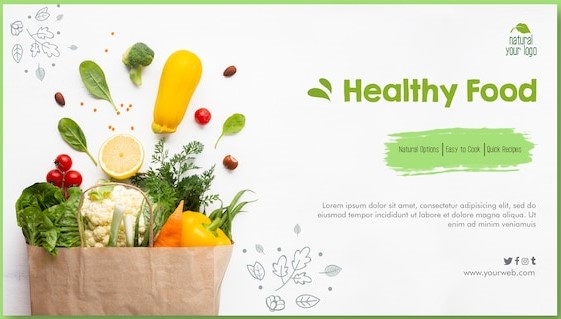 natural
your logo
Healthy Food
Natural Options | Easy to Cook | Quick Recipes
Lorem ipsum dolor sit amet, consectetur adipisicing elit, sed do
eiusmod tempor incididunt ut labore et dolore magna aliqua. Ut
enim ad minim veniamuis
www.yourweb.com